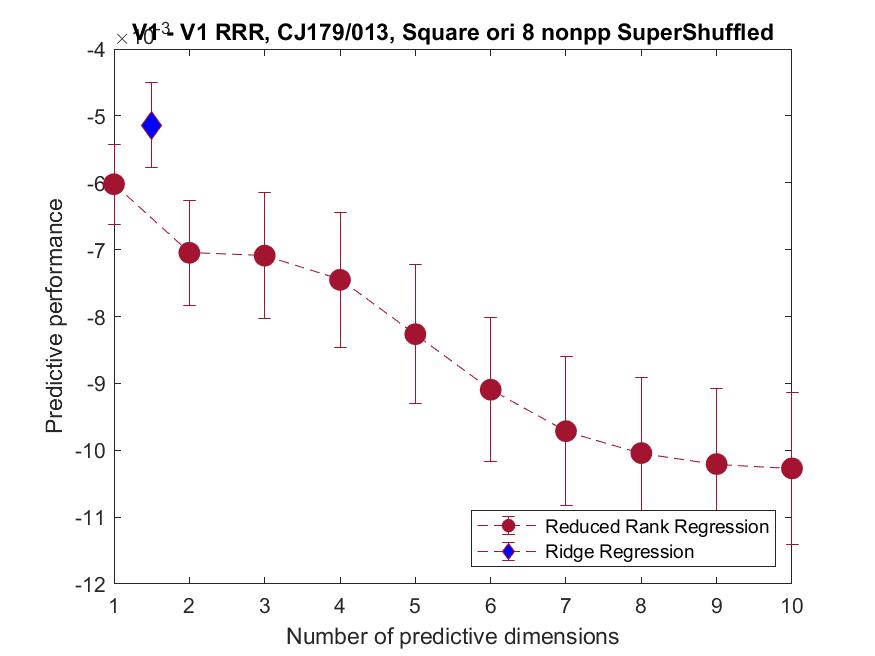 ×10-3
V1 - V1 RRR, CJ179/013, Square ori 8 nonpp SuperShuffled
-4
-5
-6
-7
-8
-9
-10
-11
-12
Predictive performance
Reduced Rank Regression
Ridge Regression
1 2 3 4 5 6 7 8 9 10
Number of predictive dimensions